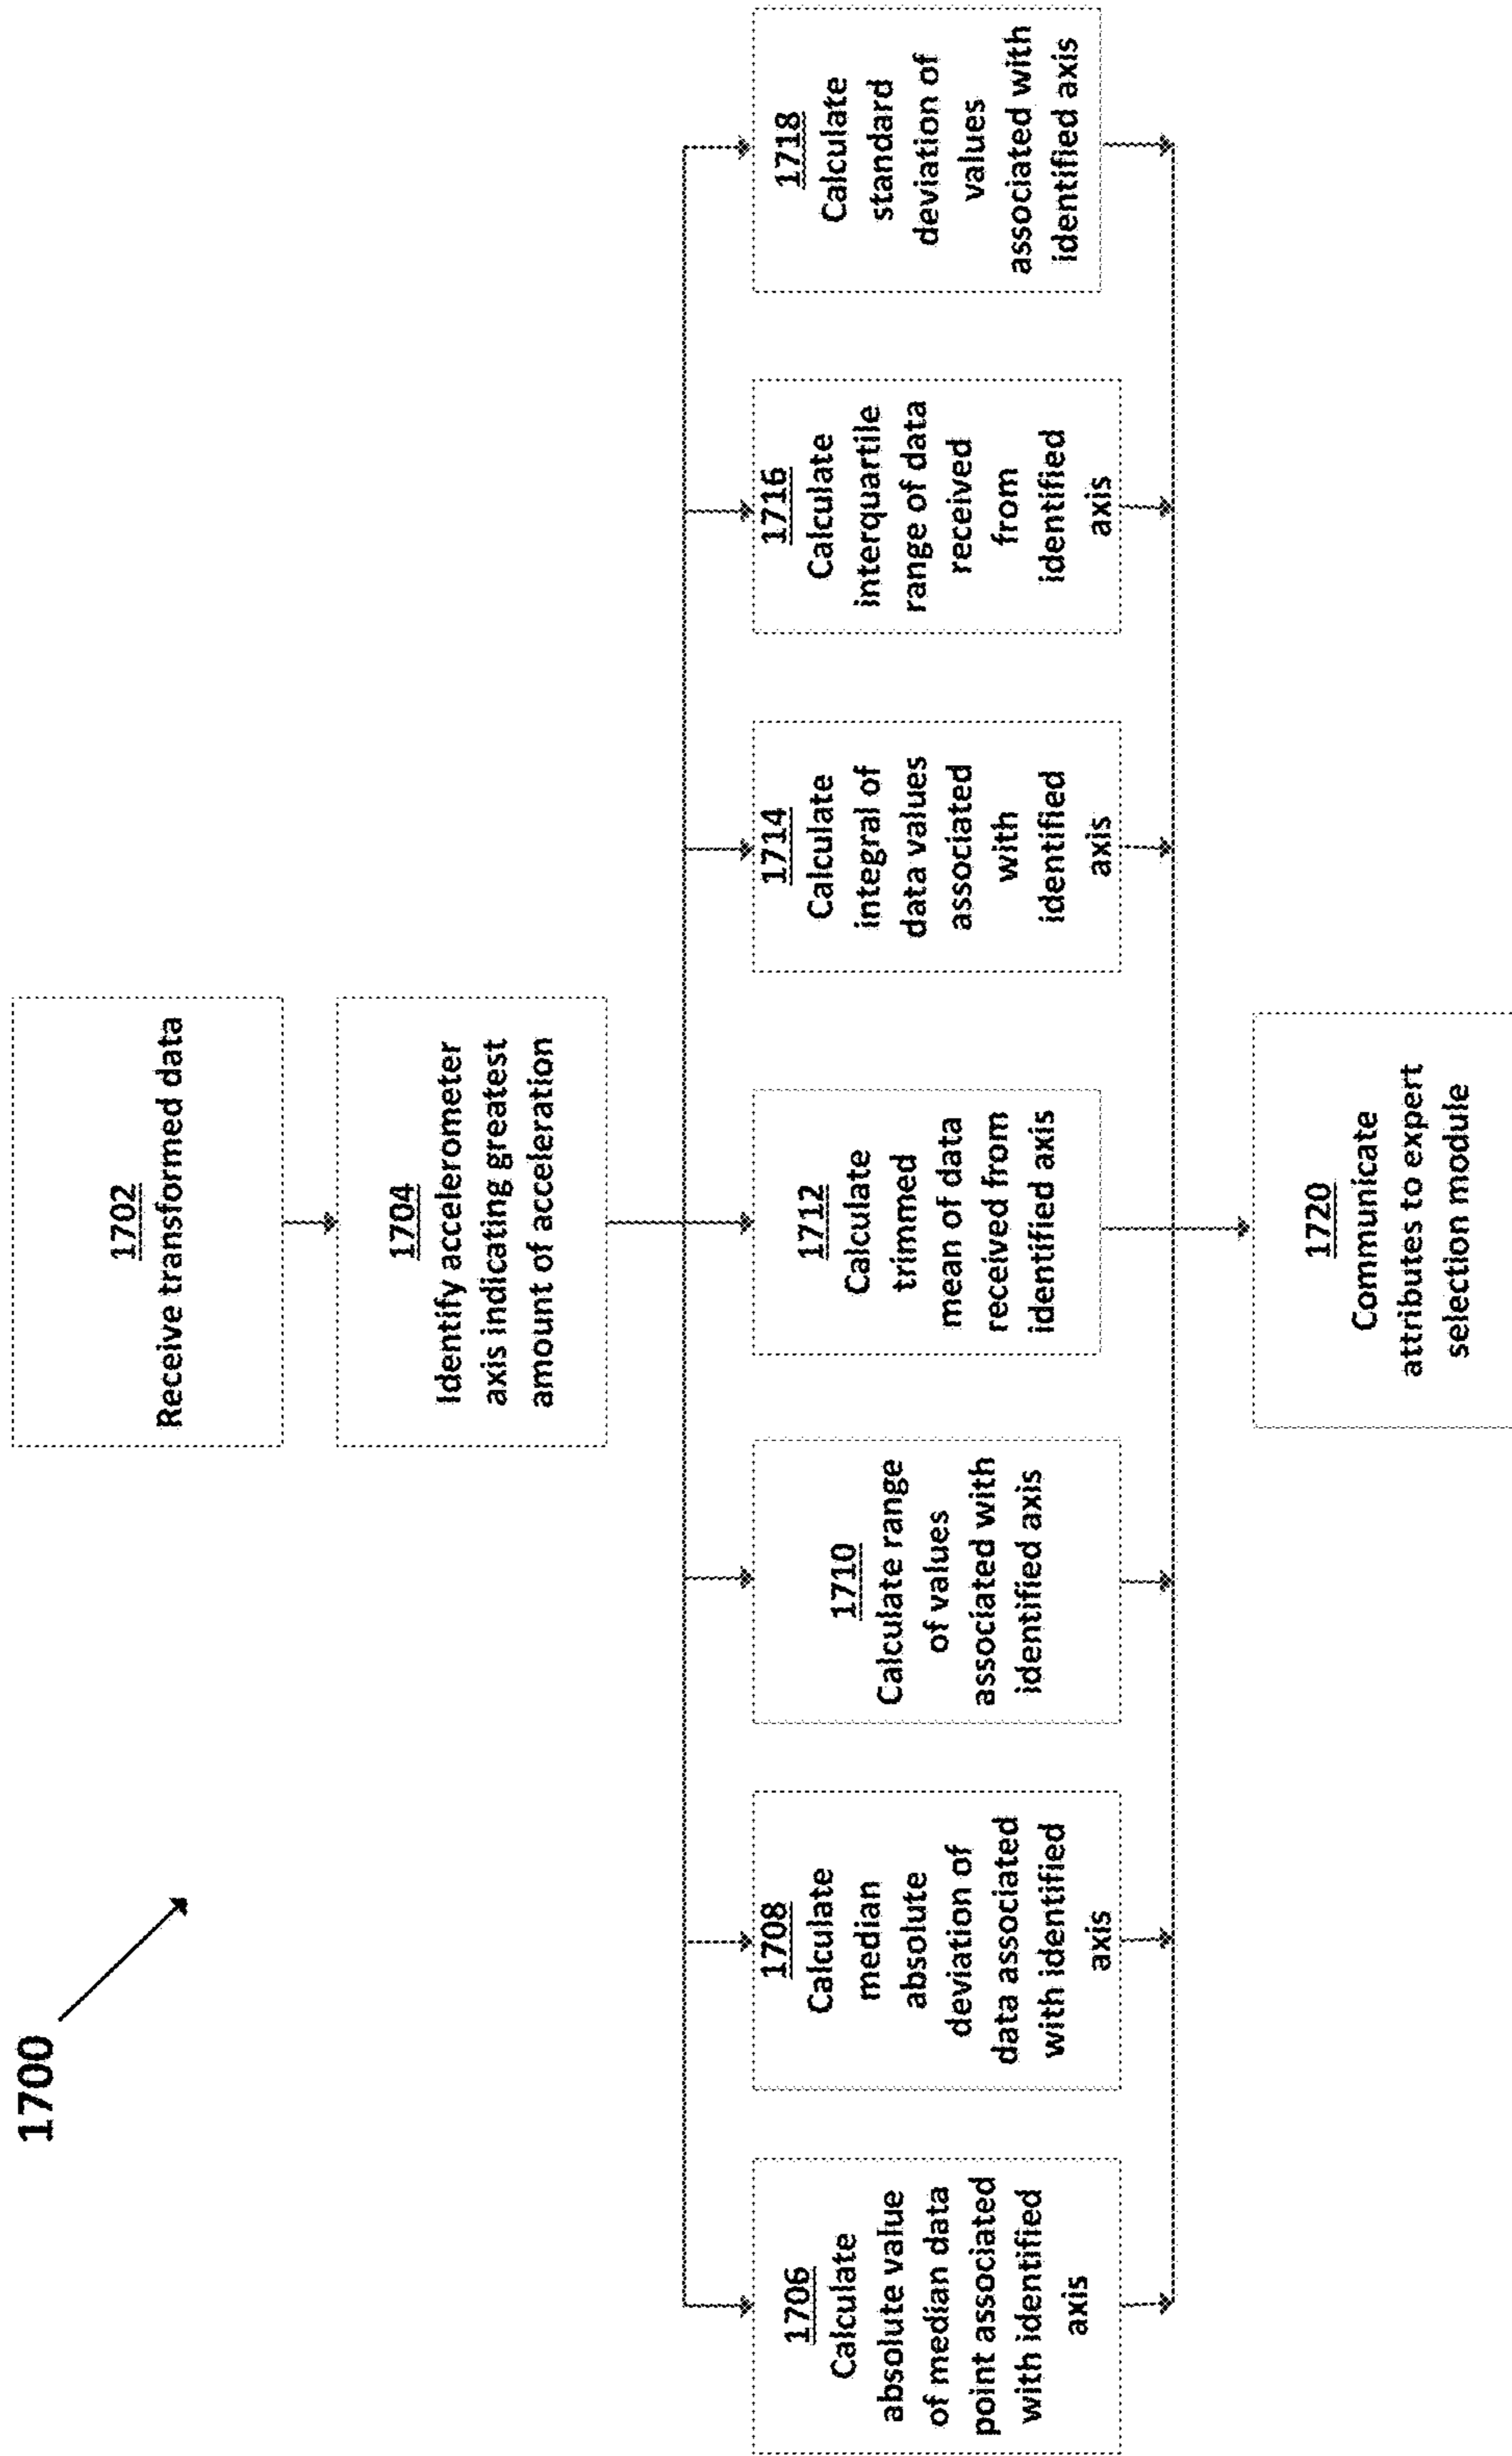 1700
1702
Receive transformed data
1704
Identify accelerometer
axis indicating greatest
amount of acceleration
1706
Calculate
absolute value
of median data
point associated
with identified
axis
1708
Calculate
median
absolute
deviation of
data associated
with identified
axis
1710
Calculate range
of values
associated with
identified axis
1712
Calculate
trimmed
mean of data
received from
identified axis
1714
Calculate
integral of
data values
associated
with
identified
axis
1716
Calculate
interquartile
range of data
received
from
identified
axis
1718
Calculate
standard
deviation of
values
associated with
identified axis
1720
Communicate
attributes to expert
selection module